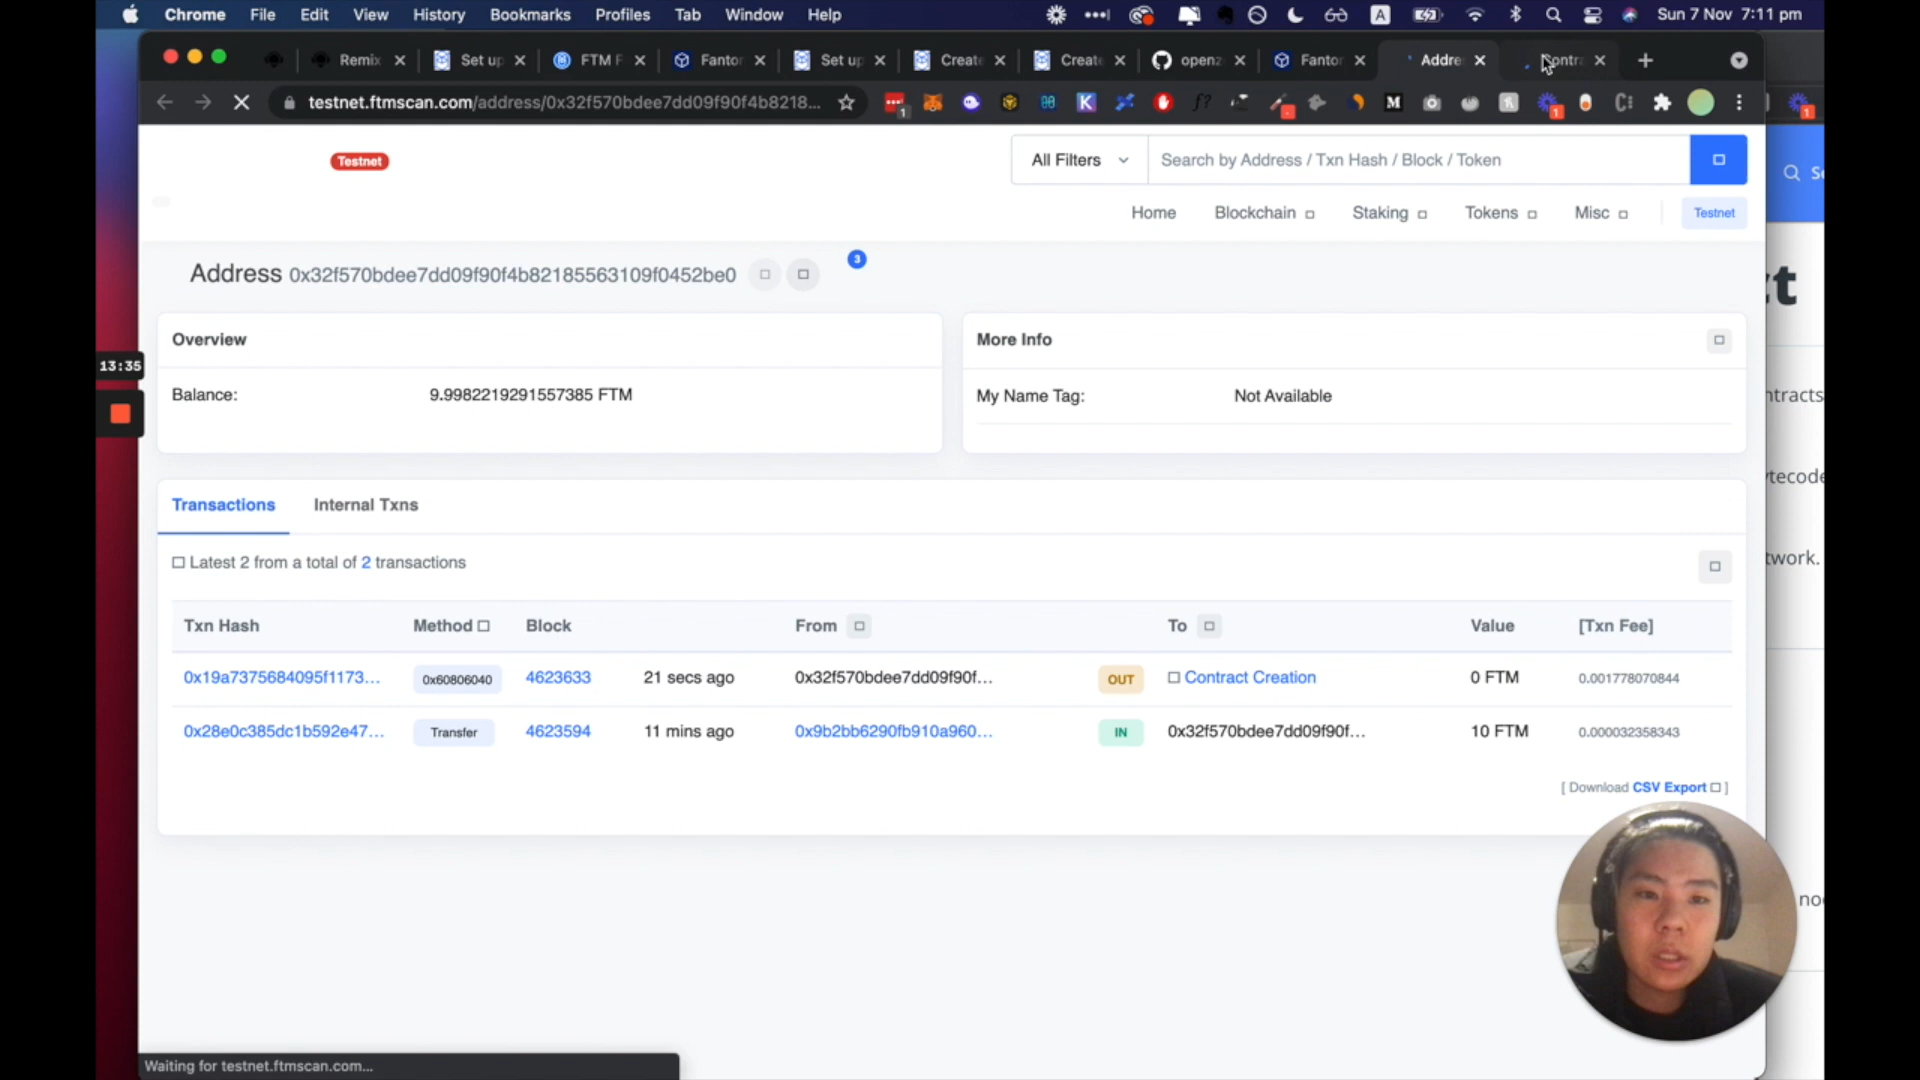 Chrome File Edit View History Bookmarks Profiles Tab Window Help A Sun 7 Nov 7:11 pm
Remix Set up FTM F Fantor Set up Create Create openz Fantor Addre Contra
testnet.ftmscan.com/address/0x32f570bdee7dd09f90f4b8218...
Testnet
All Filters
Search by Address / Txn Hash / Block / Token
Home Blockchain Staking Tokens Misc Testnet
Address 0x32f570bdee7dd09f90f4b82185563109f0452be0
3
Overview
Balance: 9.9982219291557385 FTM
More Info
My Name Tag: Not Available
13:35
Transactions Internal Txns
Latest 2 from a total of 2 transactions
Txn Hash Method Block From To Value [Txn Fee]
0x19a7375684095f1173... 0x60806040 4623633 21 secs ago 0x32f570bdee7dd09f90f... OUT Contract Creation 0 FTM 0.001778070844
0x28e0c385dc1b592e47... Transfer 4623594 11 mins ago 0x9b2bb6290fb910a960... IN 0x32f570bdee7dd09f90f... 10 FTM 0.000032358343
[ Download CSV Export ]
Waiting for testnet.ftmscan.com...